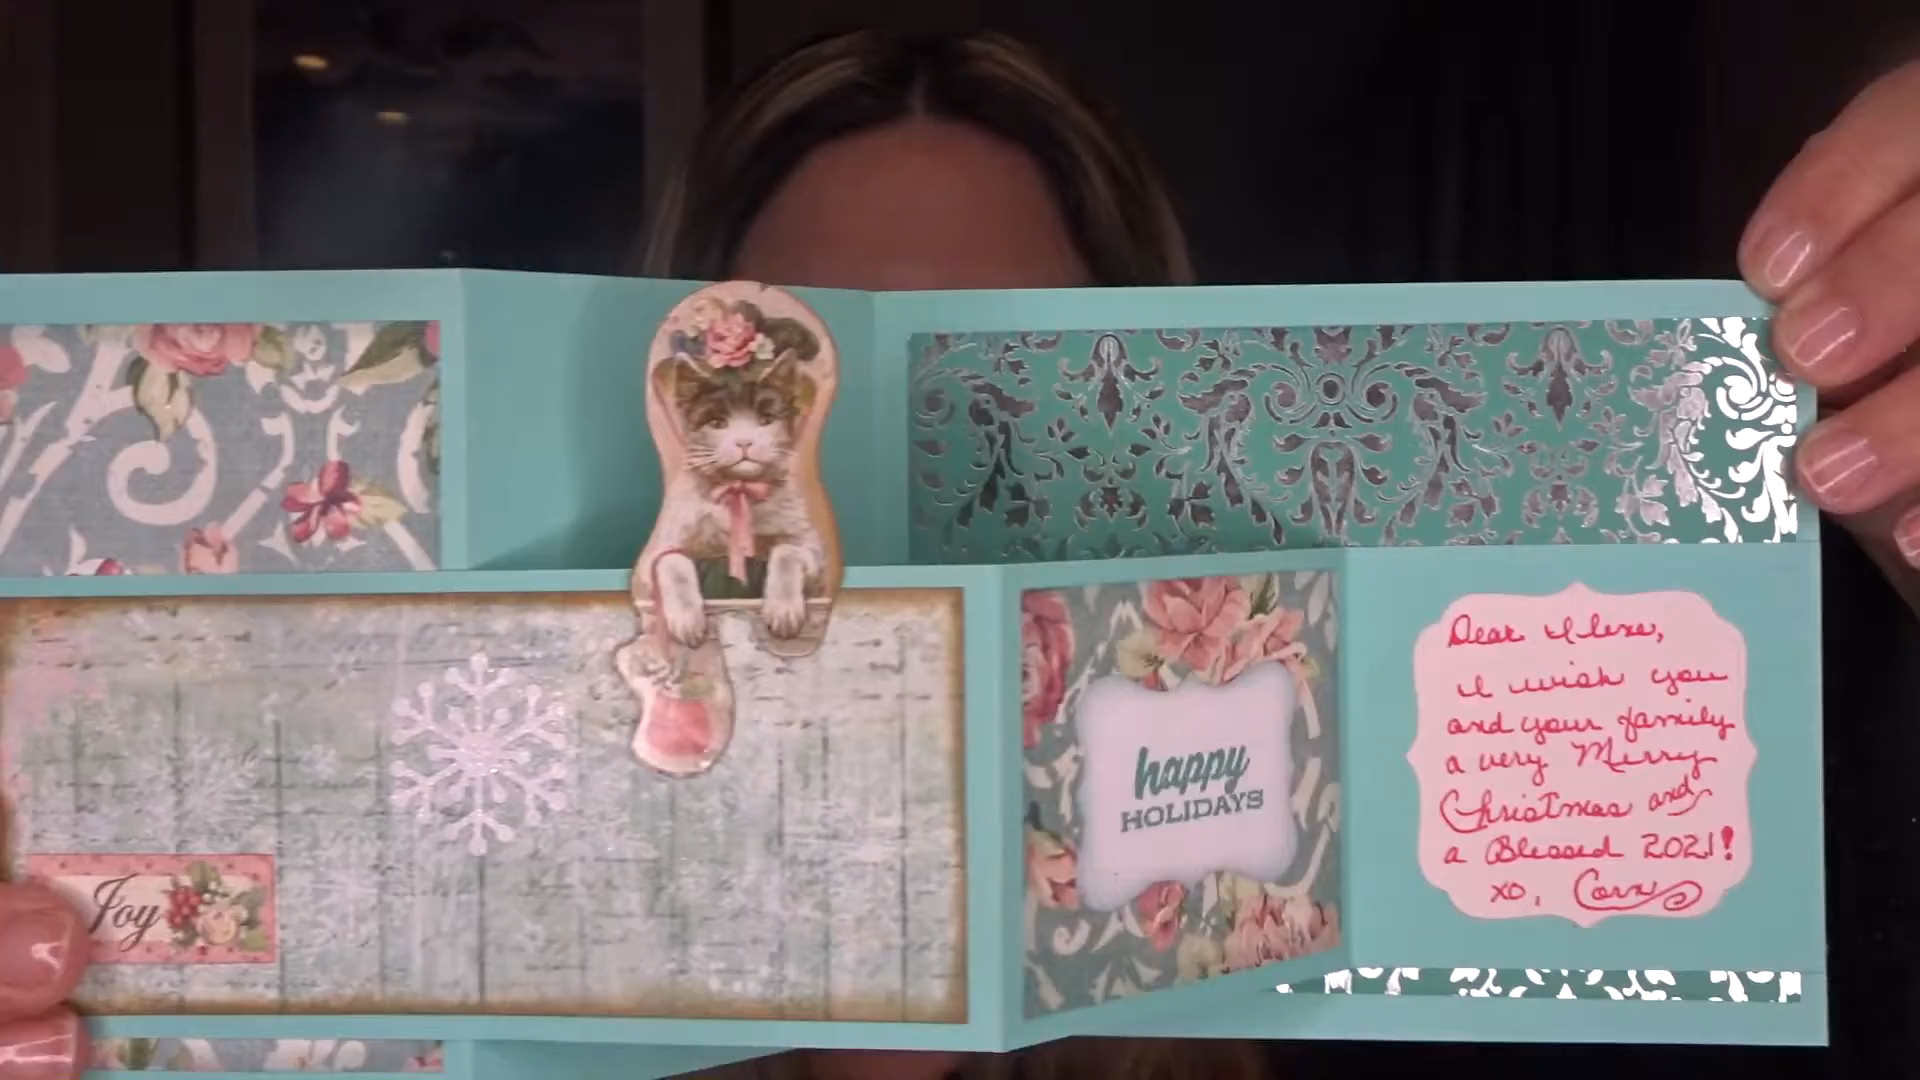 Joy
happy
HOLIDAYS
Dear
I wish you
and your family
a very Merry
Christmas and
a Blessed 2021!
xo,